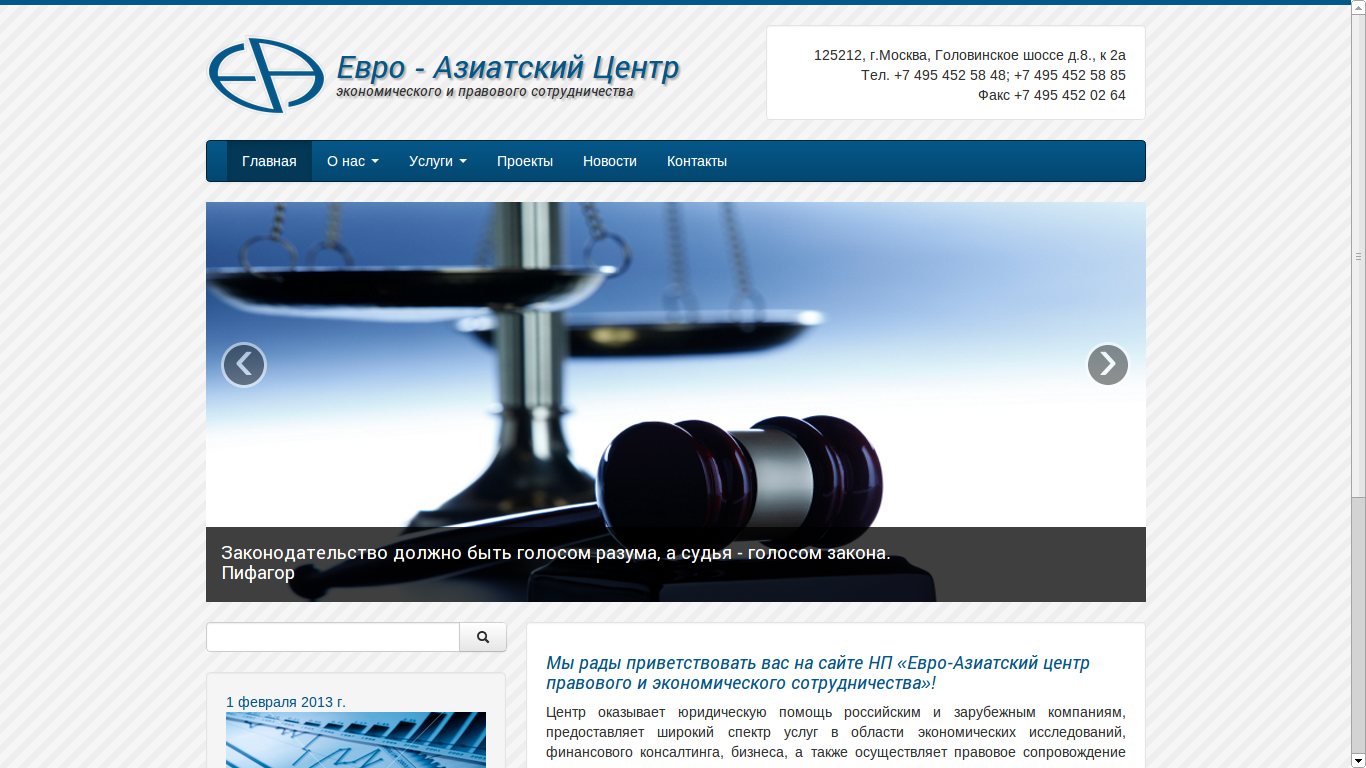 Евро - Азиатский Центр
экономического и правового сотрудничества
125212, г.Москва, Головинское шоссе д.8., к 2а
Тел. +7 495 452 58 48; +7 495 452 58 85
Факс +7 495 452 02 64
Главная О нас Услуги Проекты Новости Контакты
Законодательство должно быть голосом разума, а судья - голосом закона.
Пифагор
Мы рады приветствовать вас на сайте НП «Евро-Азиатский центр
правового и экономического сотрудничества»!
Центр оказывает юридическую помощь российским и зарубежным компаниям,
предоставляет широкий спектр услуг в области экономических исследований,
финансового консалтинга, бизнеса, а также осуществляет правовое сопровождение
1 февраля 2013 г.